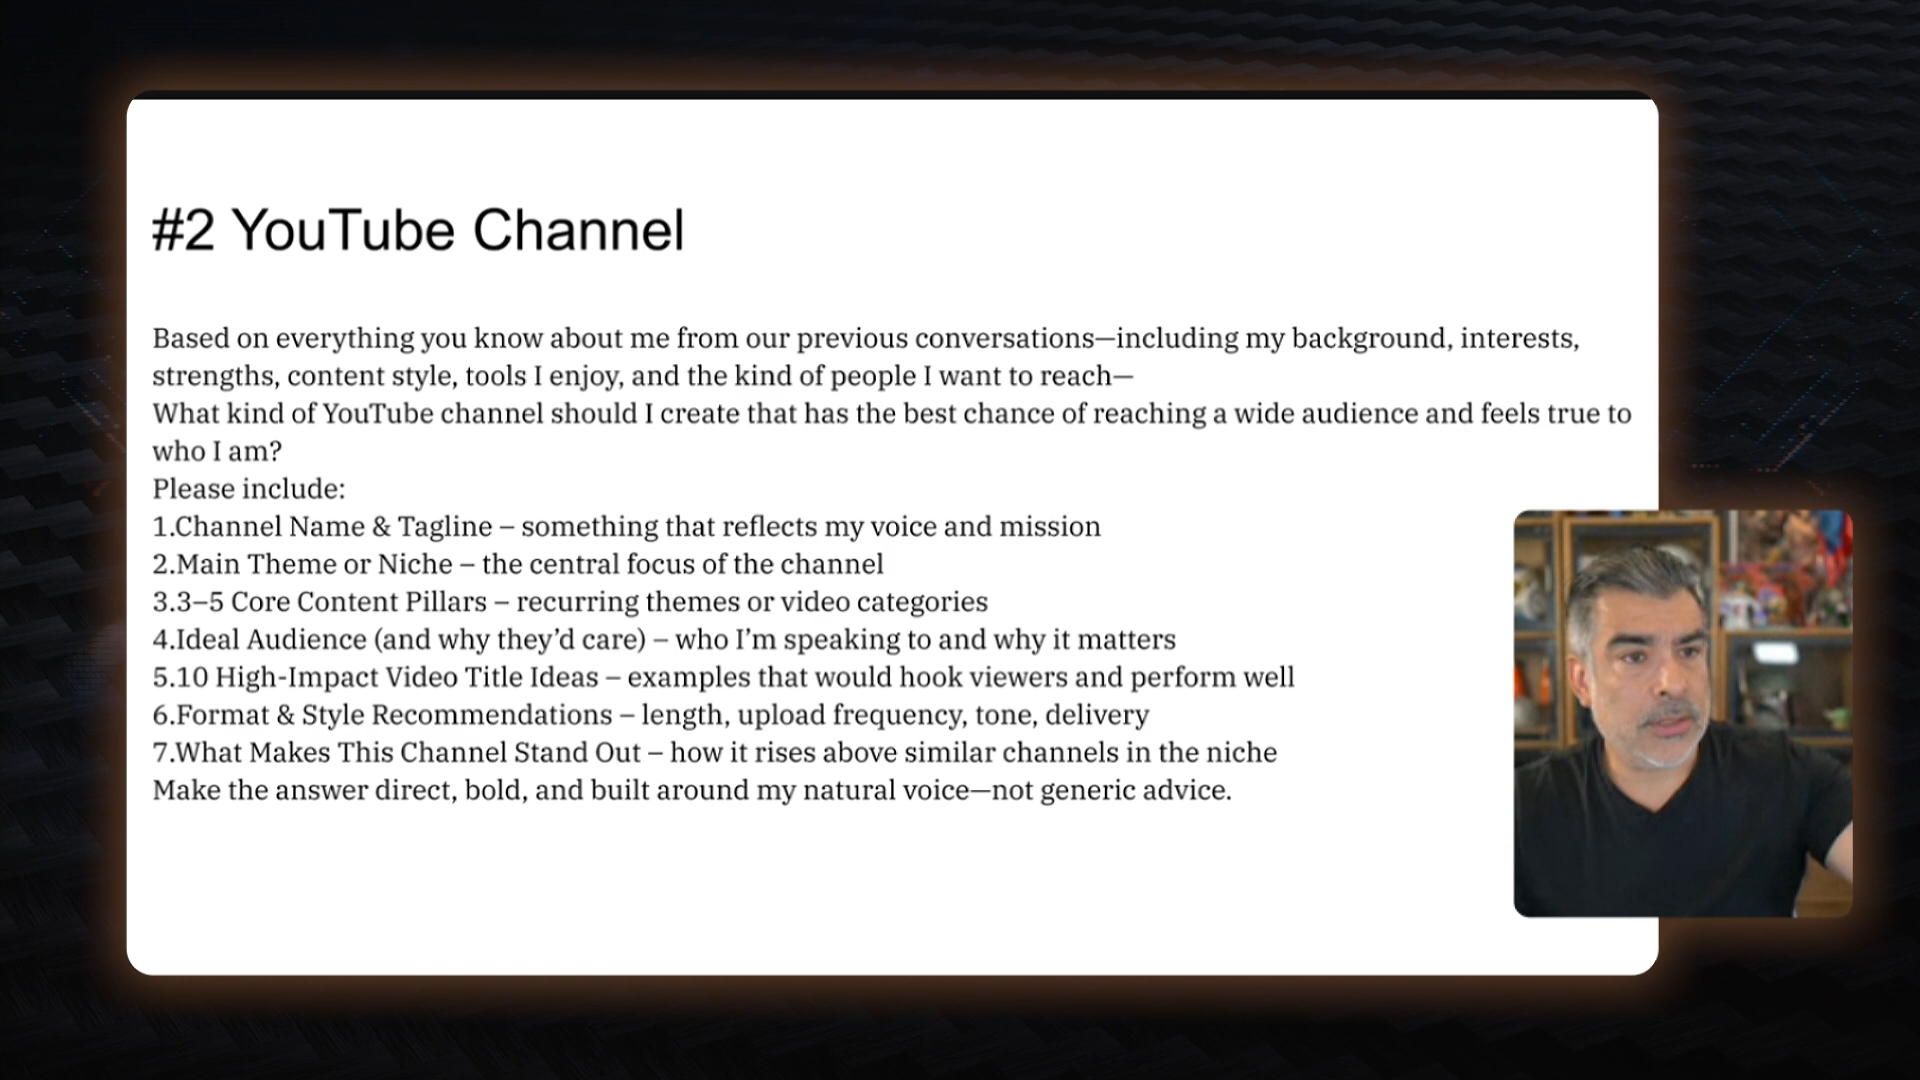 #2 YouTube Channel
Based on everything you know about me from our previous conversations—including my background, interests,
strengths, content style, tools I enjoy, and the kind of people I want to reach—
What kind of YouTube channel should I create that has the best chance of reaching a wide audience and feels true to
who I am?
Please include:
1.Channel Name & Tagline – something that reflects my voice and mission
2.Main Theme or Niche – the central focus of the channel
3.3–5 Core Content Pillars – recurring themes or video categories
4.Ideal Audience (and why they’d care) – who I’m speaking to and why it matters
5.10 High-Impact Video Title Ideas – examples that would hook viewers and perform well
6.Format & Style Recommendations – length, upload frequency, tone, delivery
7.What Makes This Channel Stand Out – how it rises above similar channels in the niche
Make the answer direct, bold, and built around my natural voice—not generic advice.